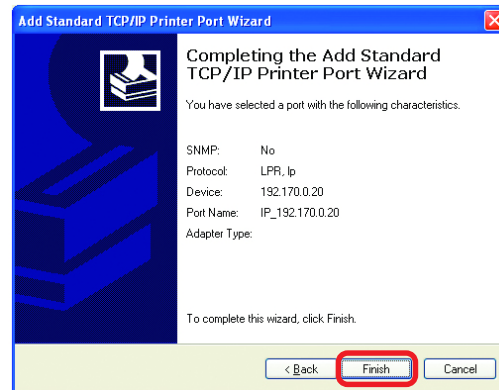 Add Standard TCP/IP Printer Port Wizard
Completing the Add Standard
TCP/IP Printer Port Wizard
You have selected a port with the following characteristics.
SNMP: No
Protocol: LPR, lp
Device: 192.170.0.20
Port Name: IP_192.170.0.20
Adapter Type:
To complete this wizard, click Finish.
< Back Finish Cancel